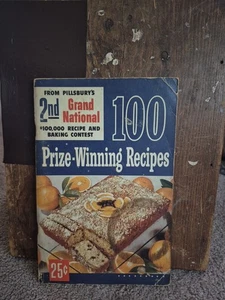 FROM PILLSBURY'S
2nd Grand
National
$100,000 RECIPE AND
BAKING CONTEST
100
Prize-Winning Recipes
25¢